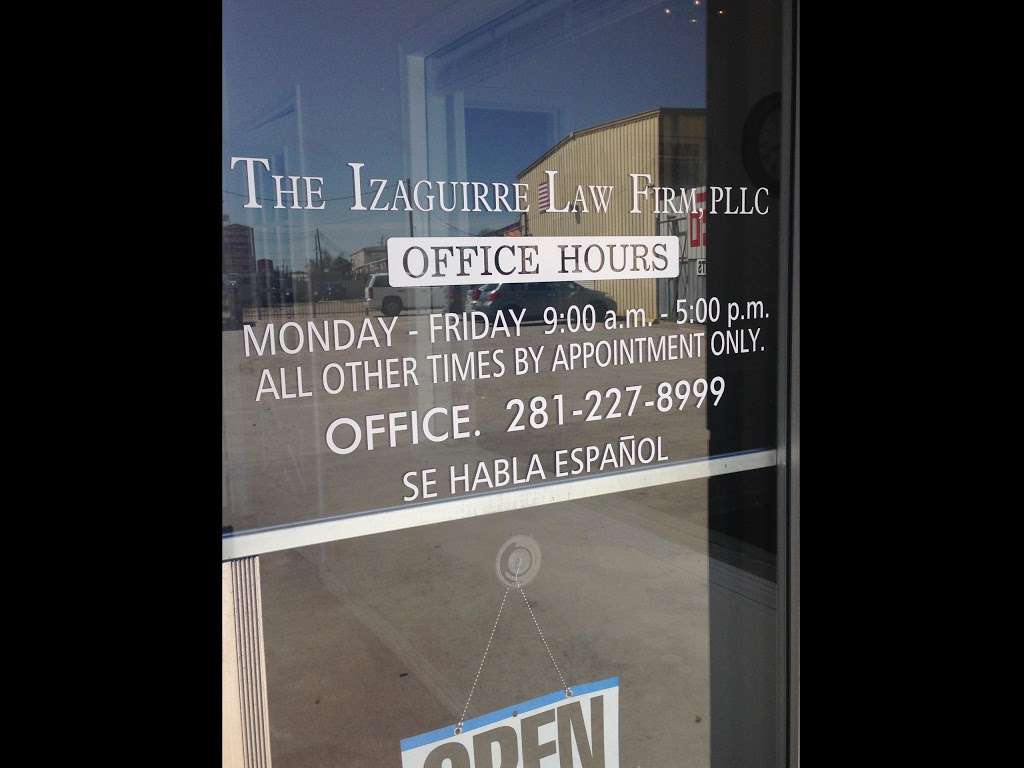 The Izaguirre Law Firm, PLLC
OFFICE HOURS
MONDAY - FRIDAY 9:00 a.m. - 5:00 p.m.
ALL OTHER TIMES BY APPOINTMENT ONLY.
OFFICE. 281-227-8999
SE HABLA ESPAÑOL
OPEN